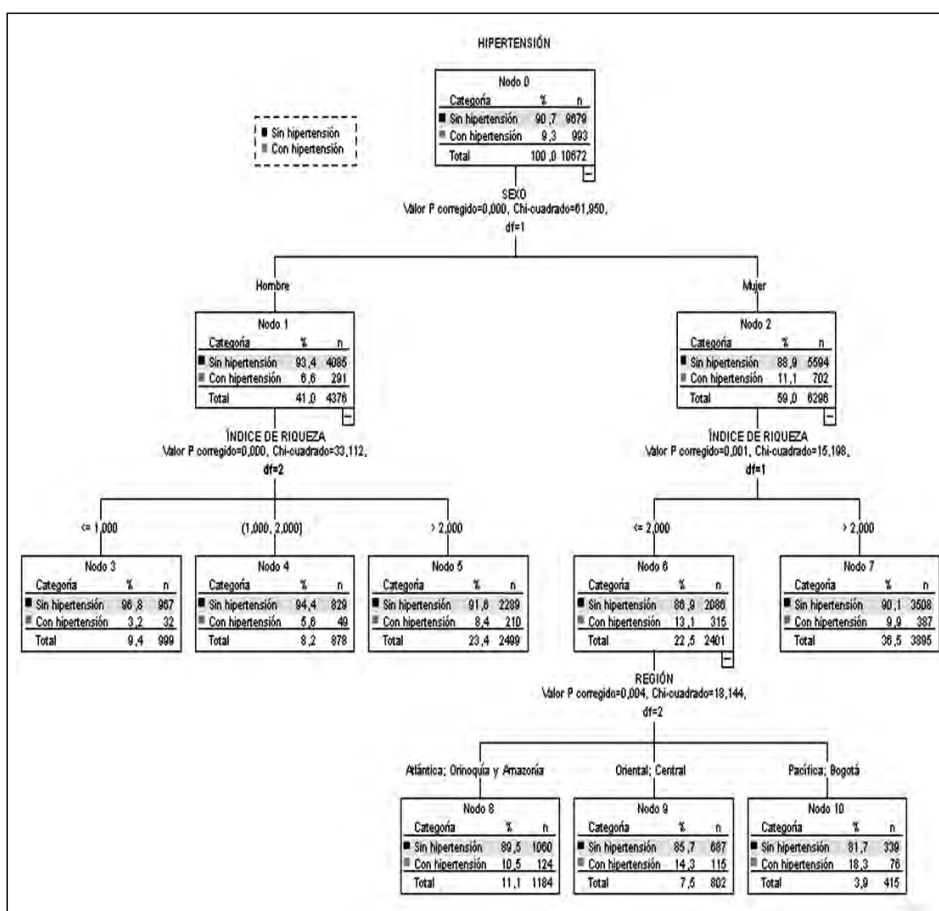 HIPERTENSIÓN
Nodo 0
Categoría % n
Sin hipertensión 90,7 9679
Con hipertensión 9,3 993
Total 100,0 10672
Sin hipertensión
Con hipertensión
SEXO
Valor P corregido=0,000, Chi-cuadrado=61,950,
df=1
Hombre
Mujer
Nodo 1
Categoría % n
Sin hipertensión 93,4 4085
Con hipertensión 6,6 291
Total 41,0 4376
Nodo 2
Categoría % n
Sin hipertensión 88,9 5594
Con hipertensión 11,1 702
Total 59,0 6296
ÍNDICE DE RIQUEZA
Valor P corregido=0,000, Chi-cuadrado=33,112,
df=2
ÍNDICE DE RIQUEZA
Valor P corregido=0,001, Chi-cuadrado=15,198,
df=1
<= 1,000
(1,000, 2,000]
> 2,000
<= 2,000
> 2,000
Nodo 3
Categoría % n
Sin hipertensión 96,8 967
Con hipertensión 3,2 32
Total 9,4 999
Nodo 4
Categoría % n
Sin hipertensión 94,4 829
Con hipertensión 5,6 49
Total 8,2 878
Nodo 5
Categoría % n
Sin hipertensión 91,6 2289
Con hipertensión 8,4 210
Total 23,4 2499
Nodo 6
Categoría % n
Sin hipertensión 86,9 2086
Con hipertensión 13,1 315
Total 22,5 2401
Nodo 7
Categoría % n
Sin hipertensión 90,1 3508
Con hipertensión 9,9 387
Total 36,5 3895
REGIÓN
Valor P corregido=0,004, Chi-cuadrado=18,144,
df=2
Atlántica; Orinoquía y Amazonía
Oriental; Central
Pacífica; Bogotá
Nodo 8
Categoría % n
Sin hipertensión 89,5 1060
Con hipertensión 10,5 124
Total 11,1 1184
Nodo 9
Categoría % n
Sin hipertensión 85,7 687
Con hipertensión 14,3 115
Total 7,5 802
Nodo 10
Categoría % n
Sin hipertensión 81,7 339
Con hipertensión 18,3 76
Total 3,9 415